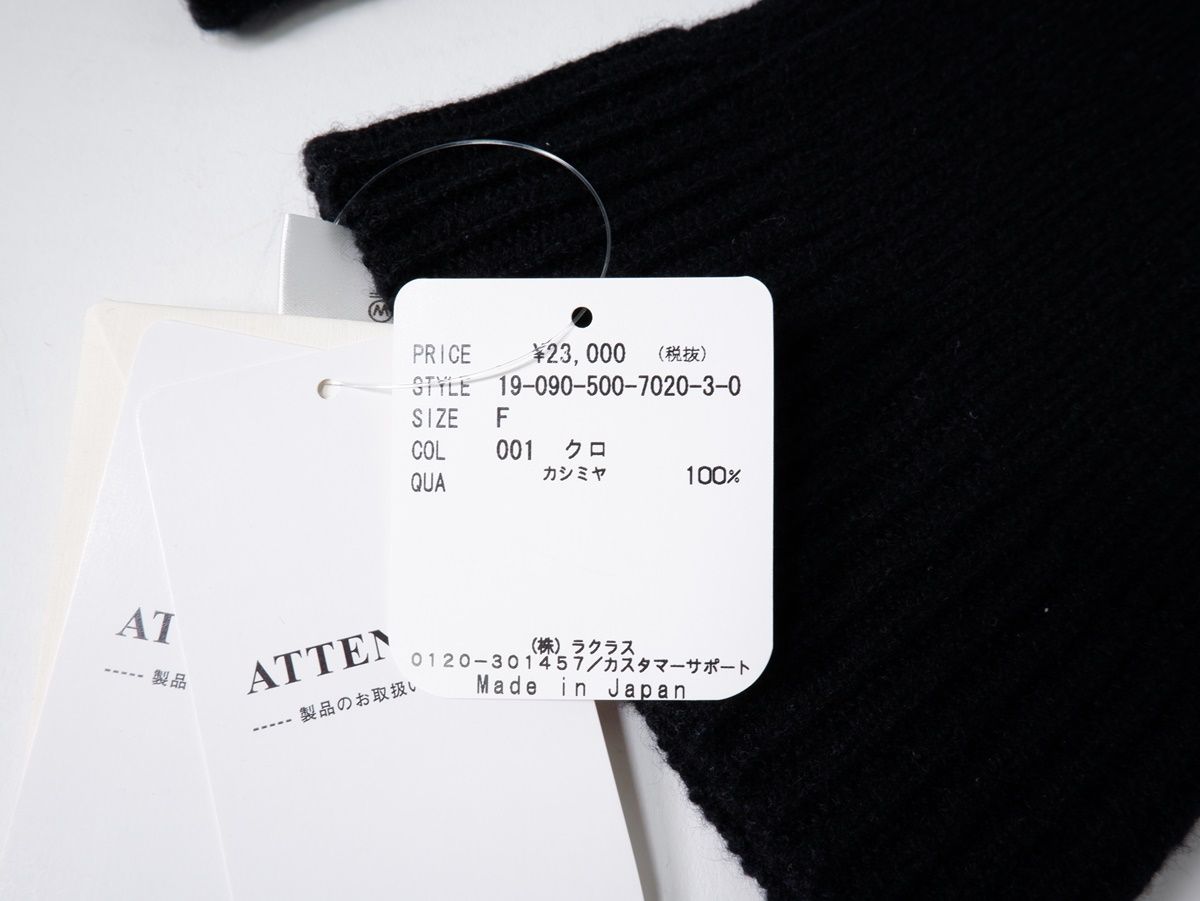 PRICE ¥23,000 (税抜)
STYLE 19-090-500-7020-3-0
SIZE F
COL 001 クロ
QUA カシミヤ 100%
(株) ラクラス
0120-301457/カスタマーサポート
Made in Japan
ATTEN
----- 製品のお取扱い
AT
----- 製品
W